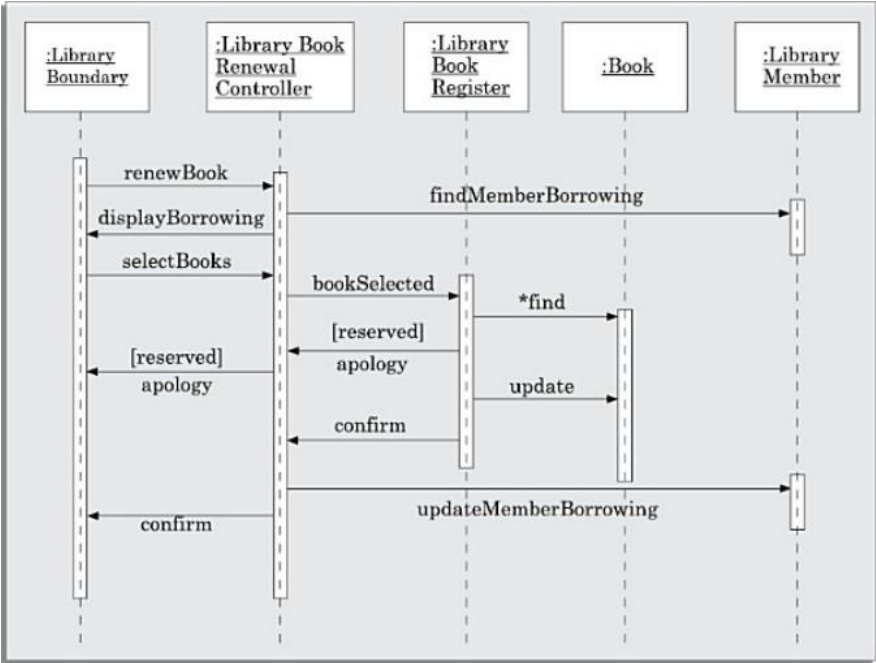 :Library
Boundary
:Library Book
Renewal
Controller
:Library
Book
Register
:Book
:Library
Member
renewBook
findMemberBorrowing
displayBorrowing
selectBooks
bookSelected
*find
[reserved]
apology
[reserved]
apology
update
confirm
updateMemberBorrowing
confirm